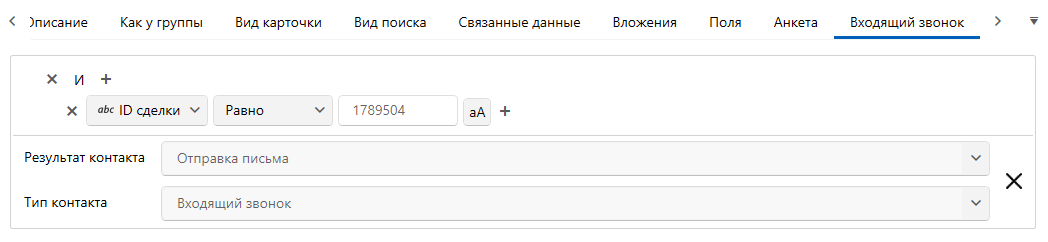 Описание Как у группы Вид карточки Вид поиска Связанные данные Вложения Поля Анкета Входящий звонок
И
abc ID сделки Равно 1789504 aA
Результат контакта Отправка письма
Тип контакта Входящий звонок